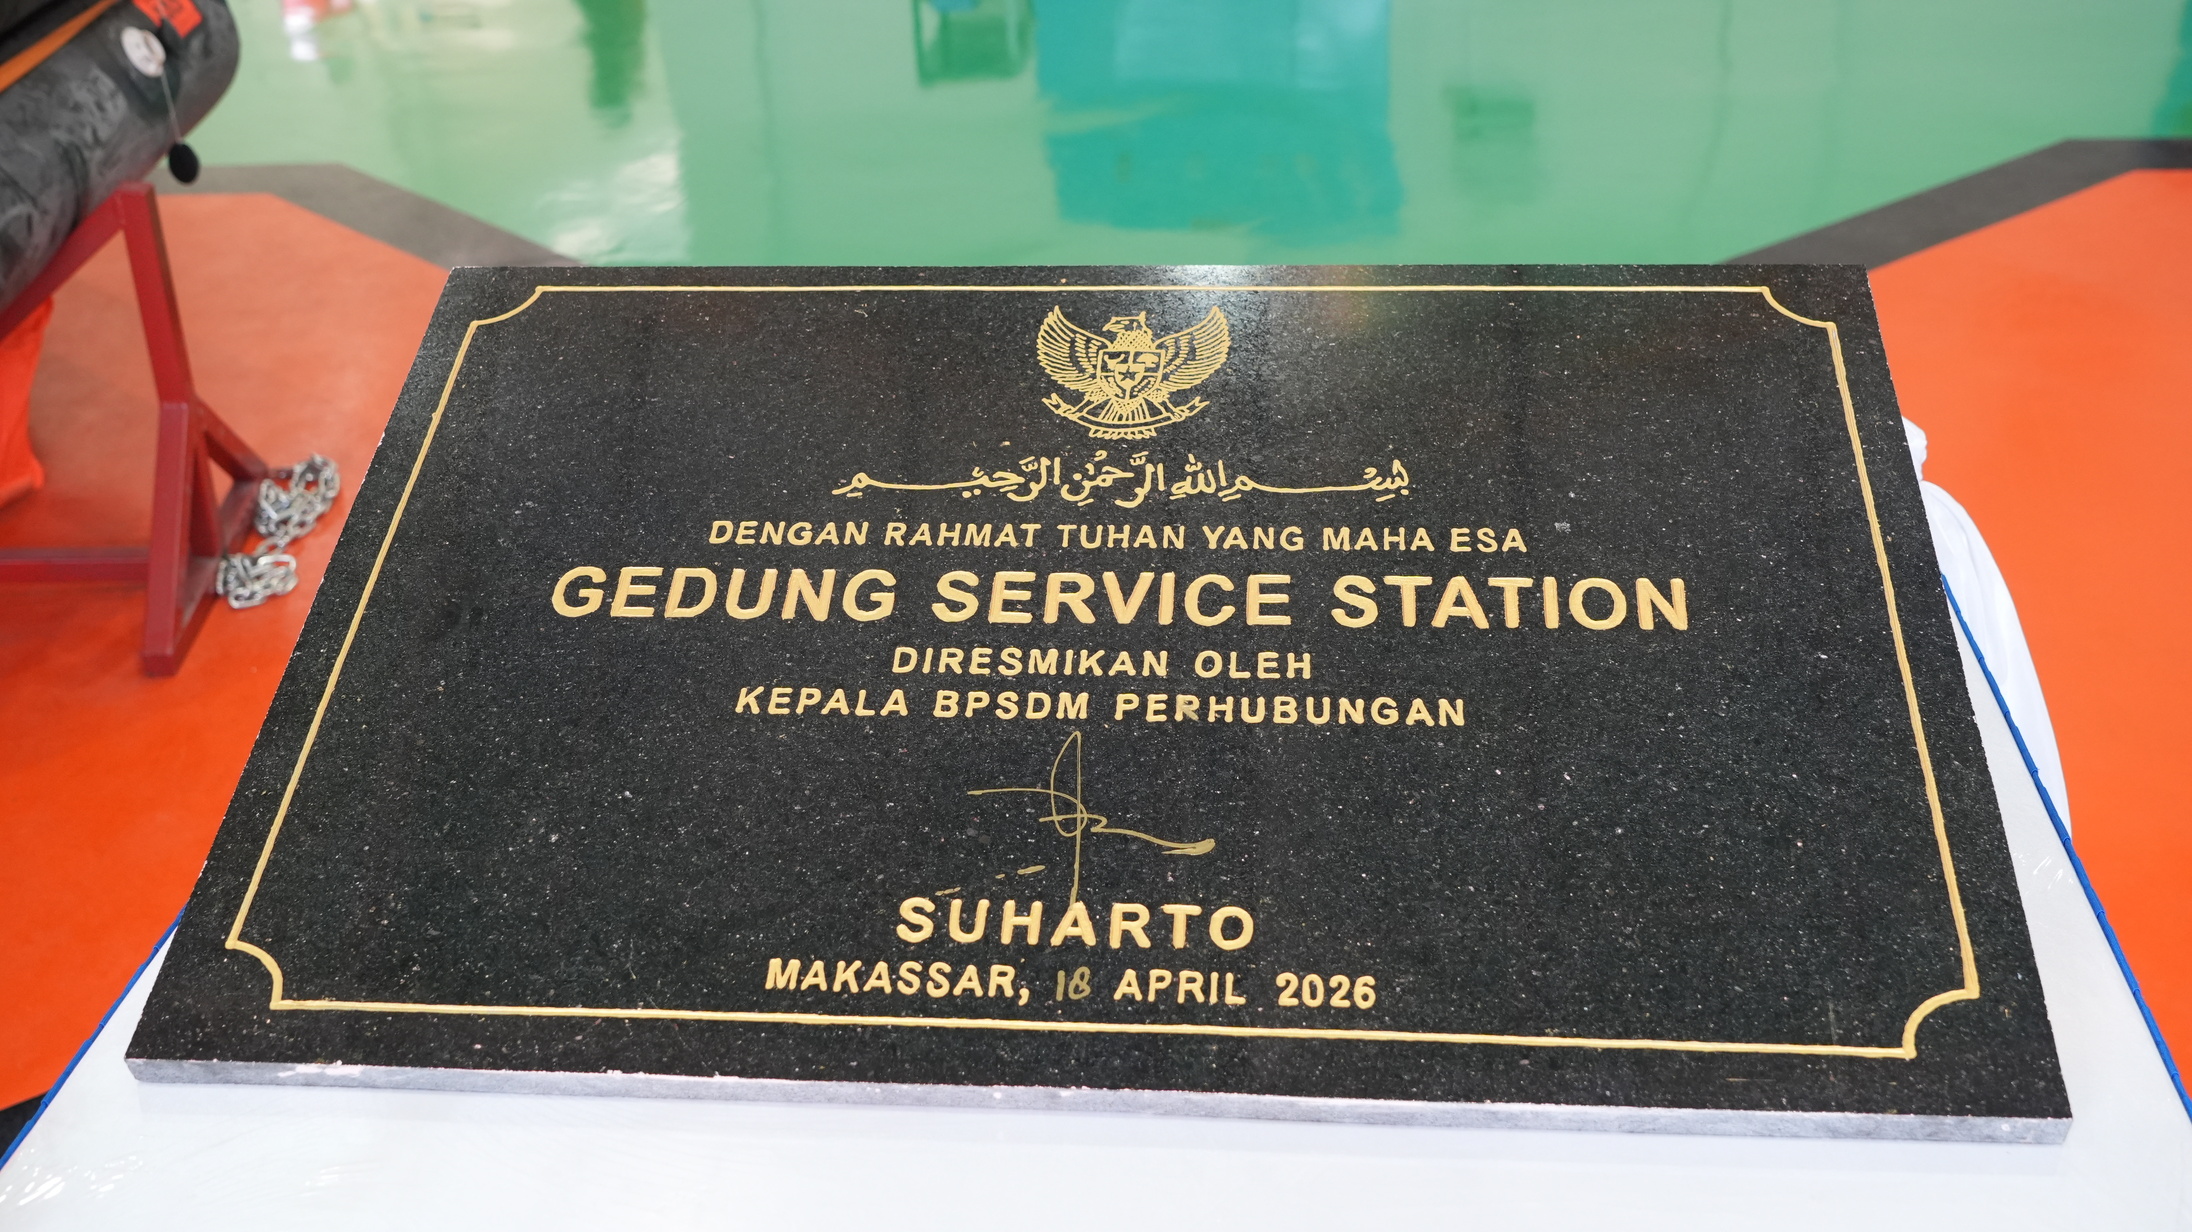 بِسْمِ اللهِ الرَّحْمٰنِ الرَّحِيْمِ
DENGAN RAHMAT TUHAN YANG MAHA ESA
GEDUNG SERVICE STATION
DIRESMIKAN OLEH
KEPALA BPSDM PERHUBUNGAN
SUHARTO
MAKASSAR, 18 APRIL 2026